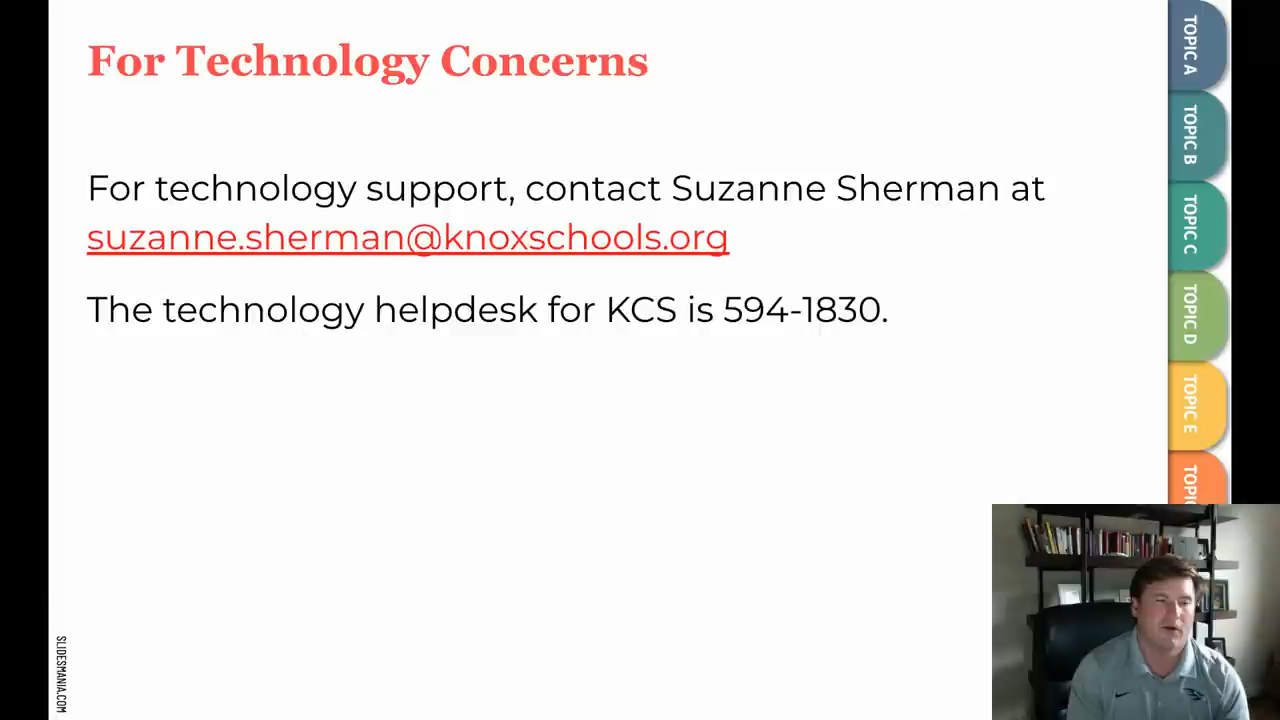 For Technology Concerns
For technology support, contact Suzanne Sherman at
suzanne.sherman@knoxschools.org
The technology helpdesk for KCS is 594-1830.
TOPIC A
TOPIC B
TOPIC C
TOPIC D
TOPIC E
TOPIC
SLIDESMANIA.COM